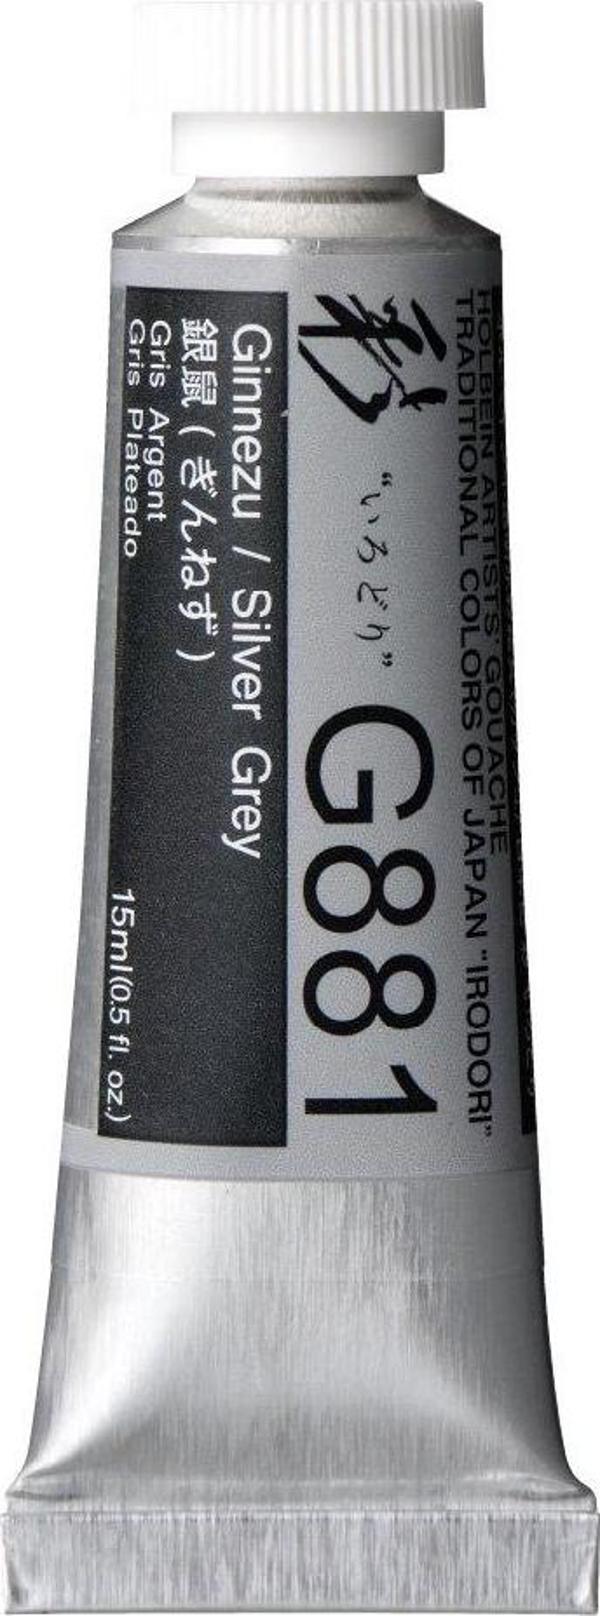 HOLBEIN ARTISTS' GOUACHE
TRADITIONAL COLORS OF JAPAN "IRODORI"
彩 “いろどり” G881
Ginnezu / Silver Grey
銀鼠 ( ぎんねず )
Gris Argent
Gris Plateado
15ml(0.5 fl. oz.)